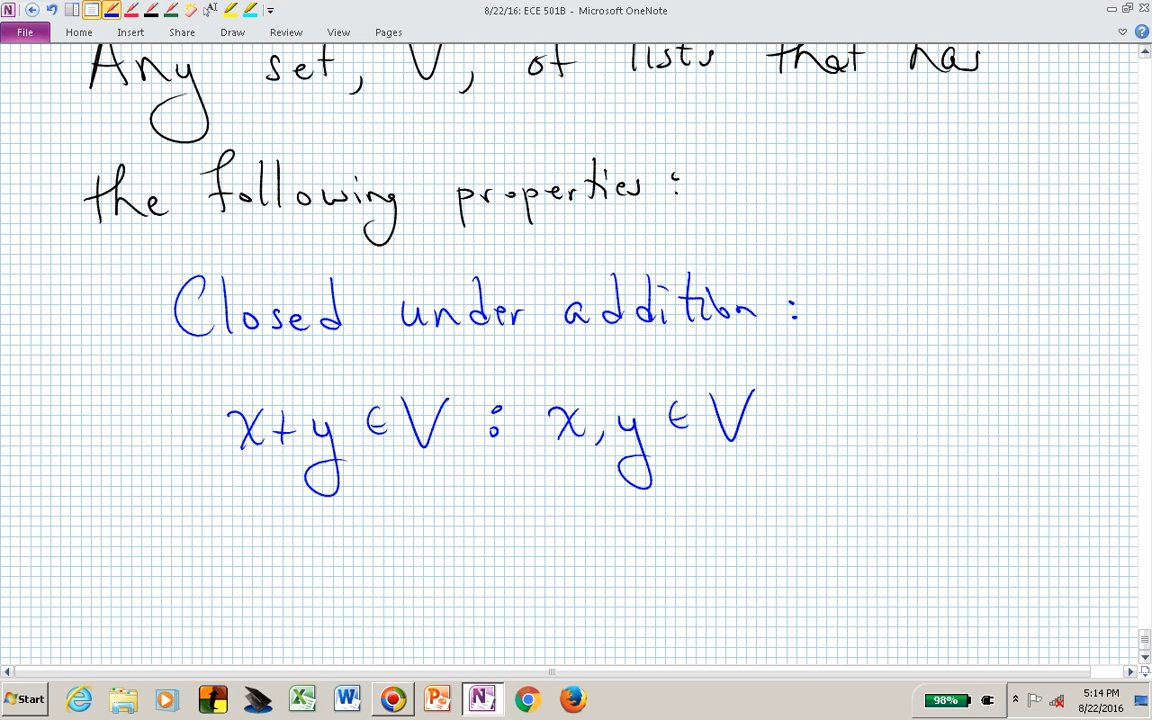 8/22/16: ECE 501B - Microsoft OneNote
File Home Insert Share Draw Review View Pages
Any set, V, of lists that has
the following properties:
Closed under addition:
x+y ∈ V : x, y ∈ V
Start
98%
5:14 PM
8/22/2016